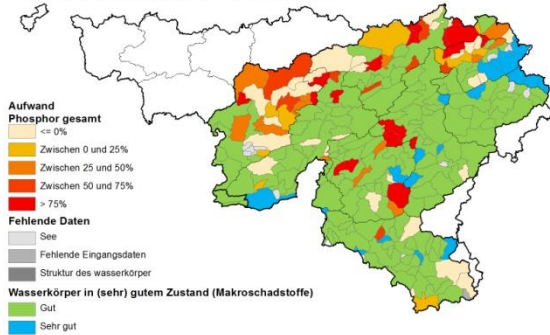 Aufwand
Phosphor gesamt
<= 0%
Zwischen 0 und 25%
Zwischen 25 und 50%
Zwischen 50 und 75%
> 75%
Fehlende Daten
See
Fehlende Eingangsdaten
Struktur des wasserkörper
Wasserkörper in (sehr) gutem Zustand (Makroschadstoffe)
Gut
Sehr gut